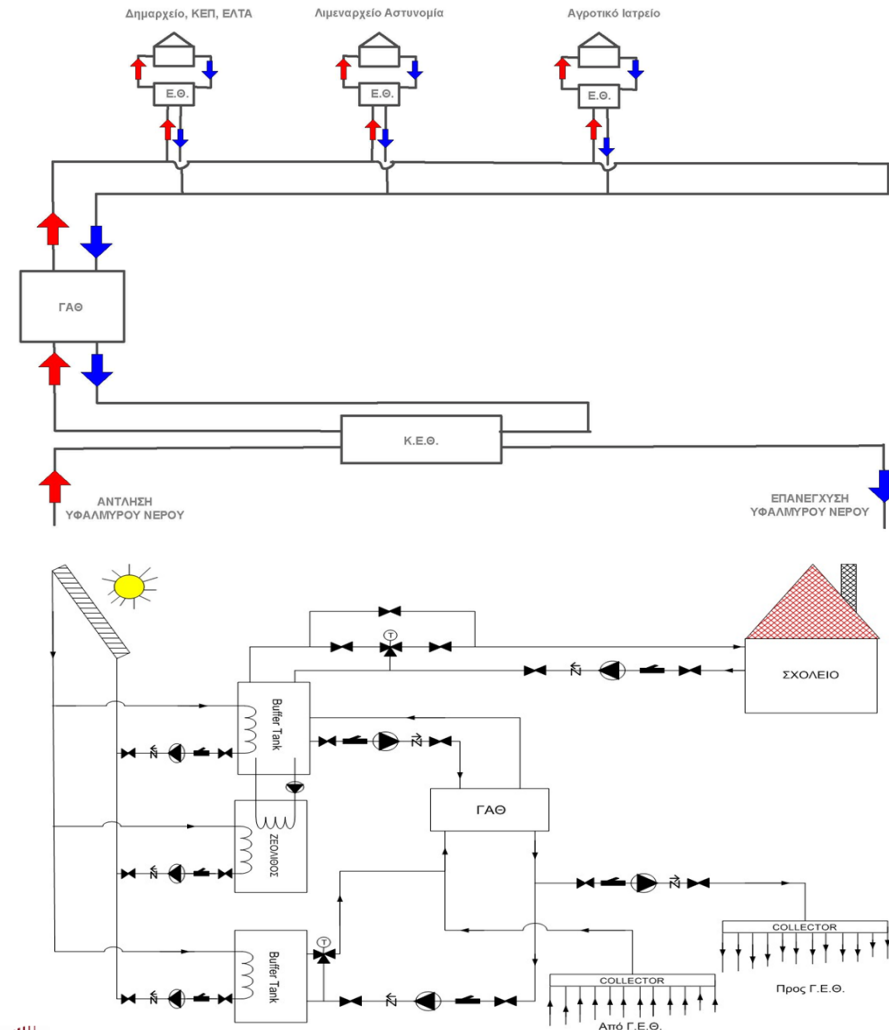 Δημαρχείο, ΚΕΠ, ΕΛΤΑ
Λιμεναρχείο Αστυνομία
Αγροτικό Ιατρείο
Ε.Θ.
Ε.Θ.
Ε.Θ.
ΓΑΘ
Κ.Ε.Θ.
ΑΝΤΛΗΣΗ
ΥΦΑΛΜΥΡΟΥ ΝΕΡΟΥ
ΕΠΑΝΕΓΧΥΣΗ
ΥΦΑΛΜΥΡΟΥ ΝΕΡΟΥ
T
ΣΧΟΛΕΙΟ
Buffer Tank
ΓΑΘ
ΖΕΟΛΙΘΟΣ
COLLECTOR
Προς Γ.Ε.Θ.
T
Buffer Tank
COLLECTOR
Από Γ.Ε.Θ.